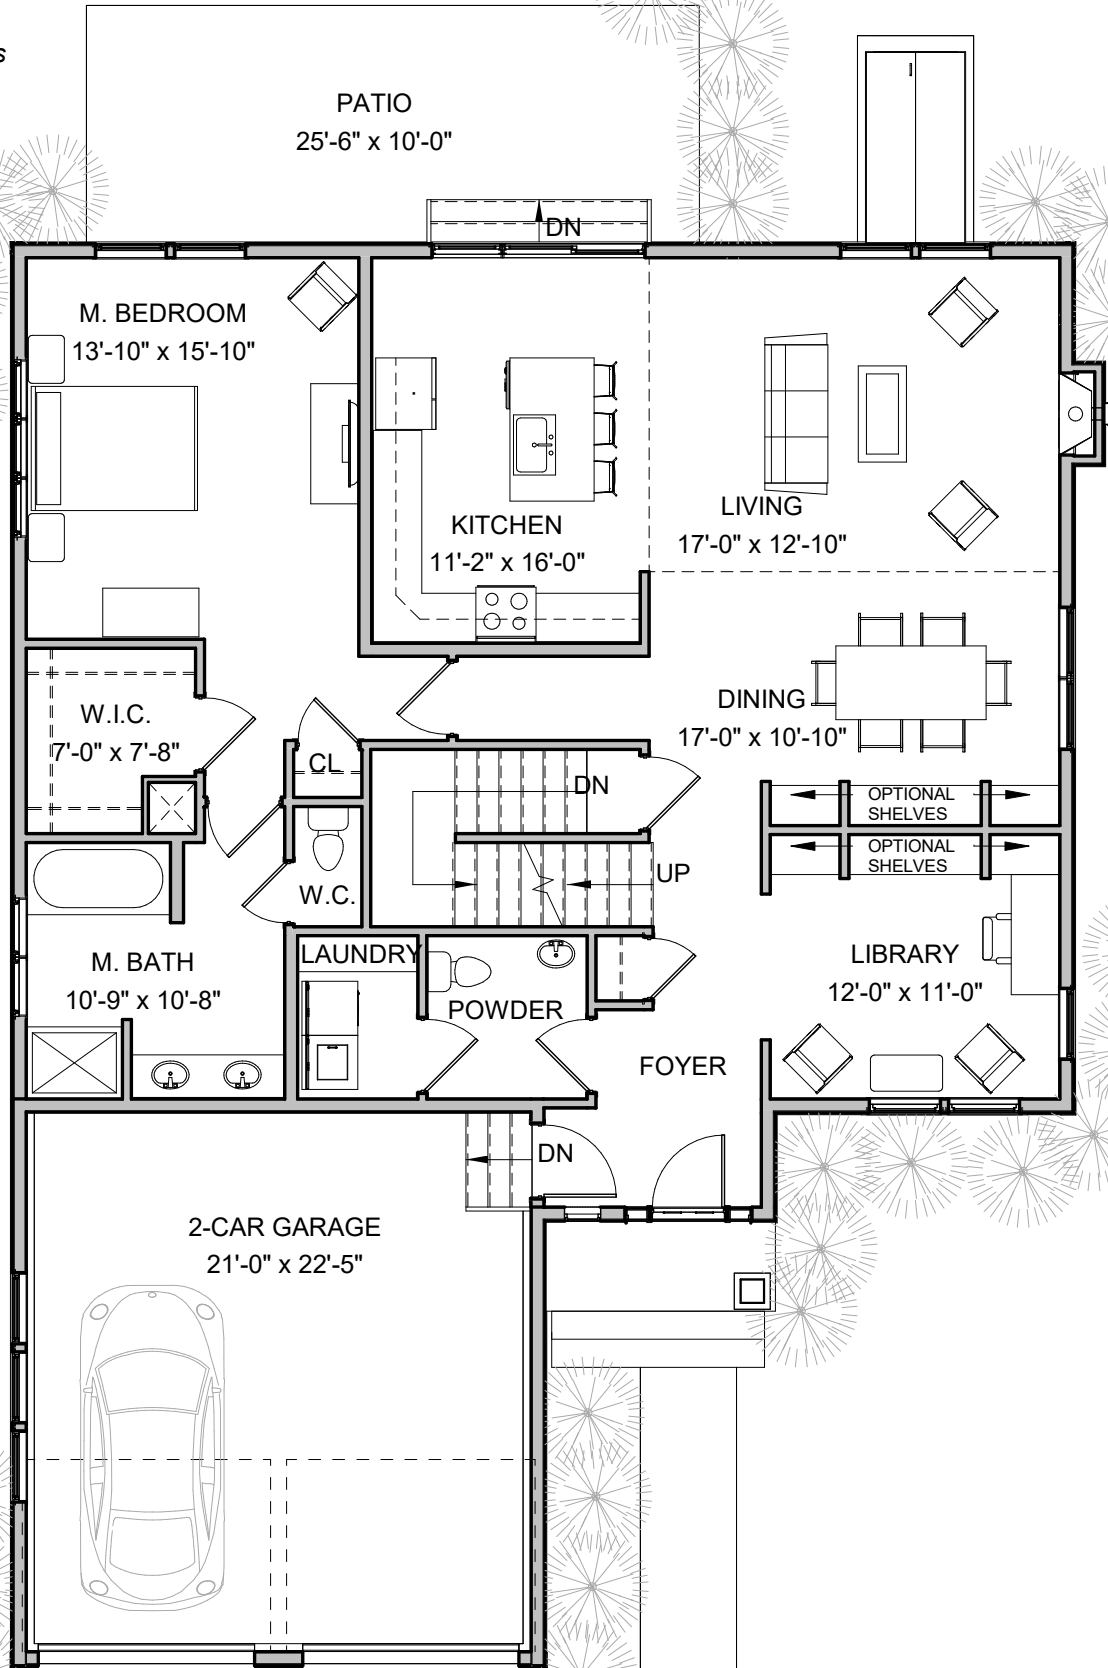 s
PATIO
25'-6" x 10'-0"
DN
M. BEDROOM
13'-10" x 15'-10"
KITCHEN
11'-2" x 16'-0"
LIVING
17'-0" x 12'-10"
W.I.C.
7'-0" x 7'-8"
CL
DINING
17'-0" x 10'-10"
DN
OPTIONAL
SHELVES
OPTIONAL
SHELVES
UP
W.C.
M. BATH
10'-9" x 10'-8"
LAUNDRY
POWDER
LIBRARY
12'-0" x 11'-0"
FOYER
DN
2-CAR GARAGE
21'-0" x 22'-5"